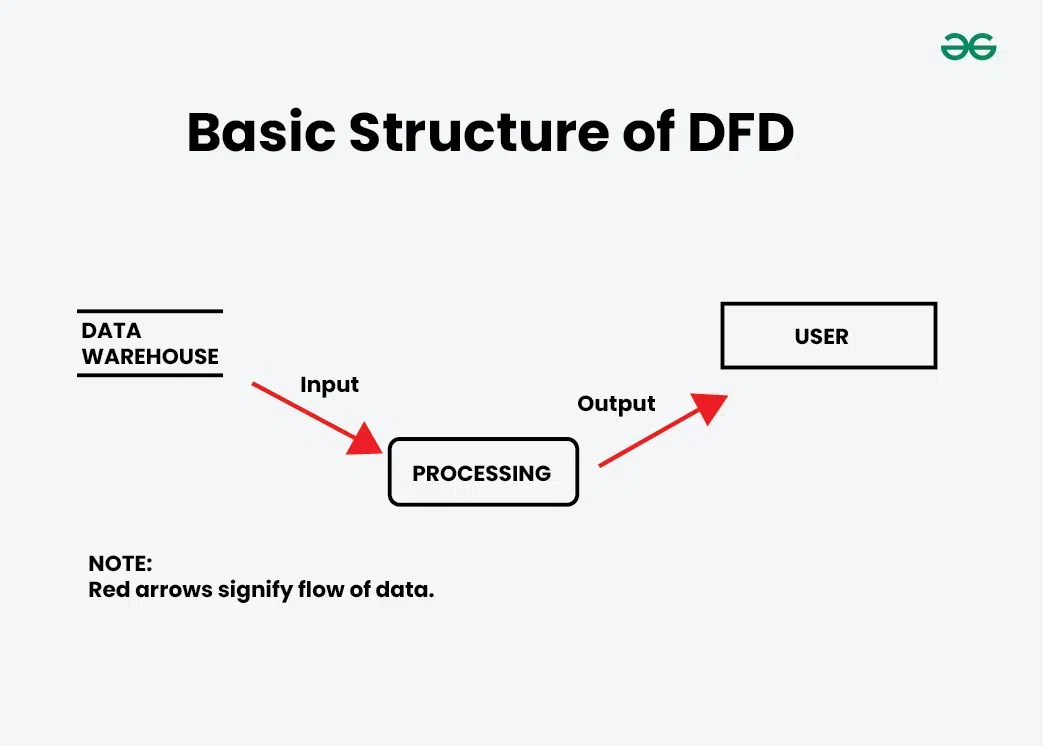 Basic Structure of DFD
DATA
WAREHOUSE
USER
Input
Output
PROCESSING
NOTE:
Red arrows signify flow of data.